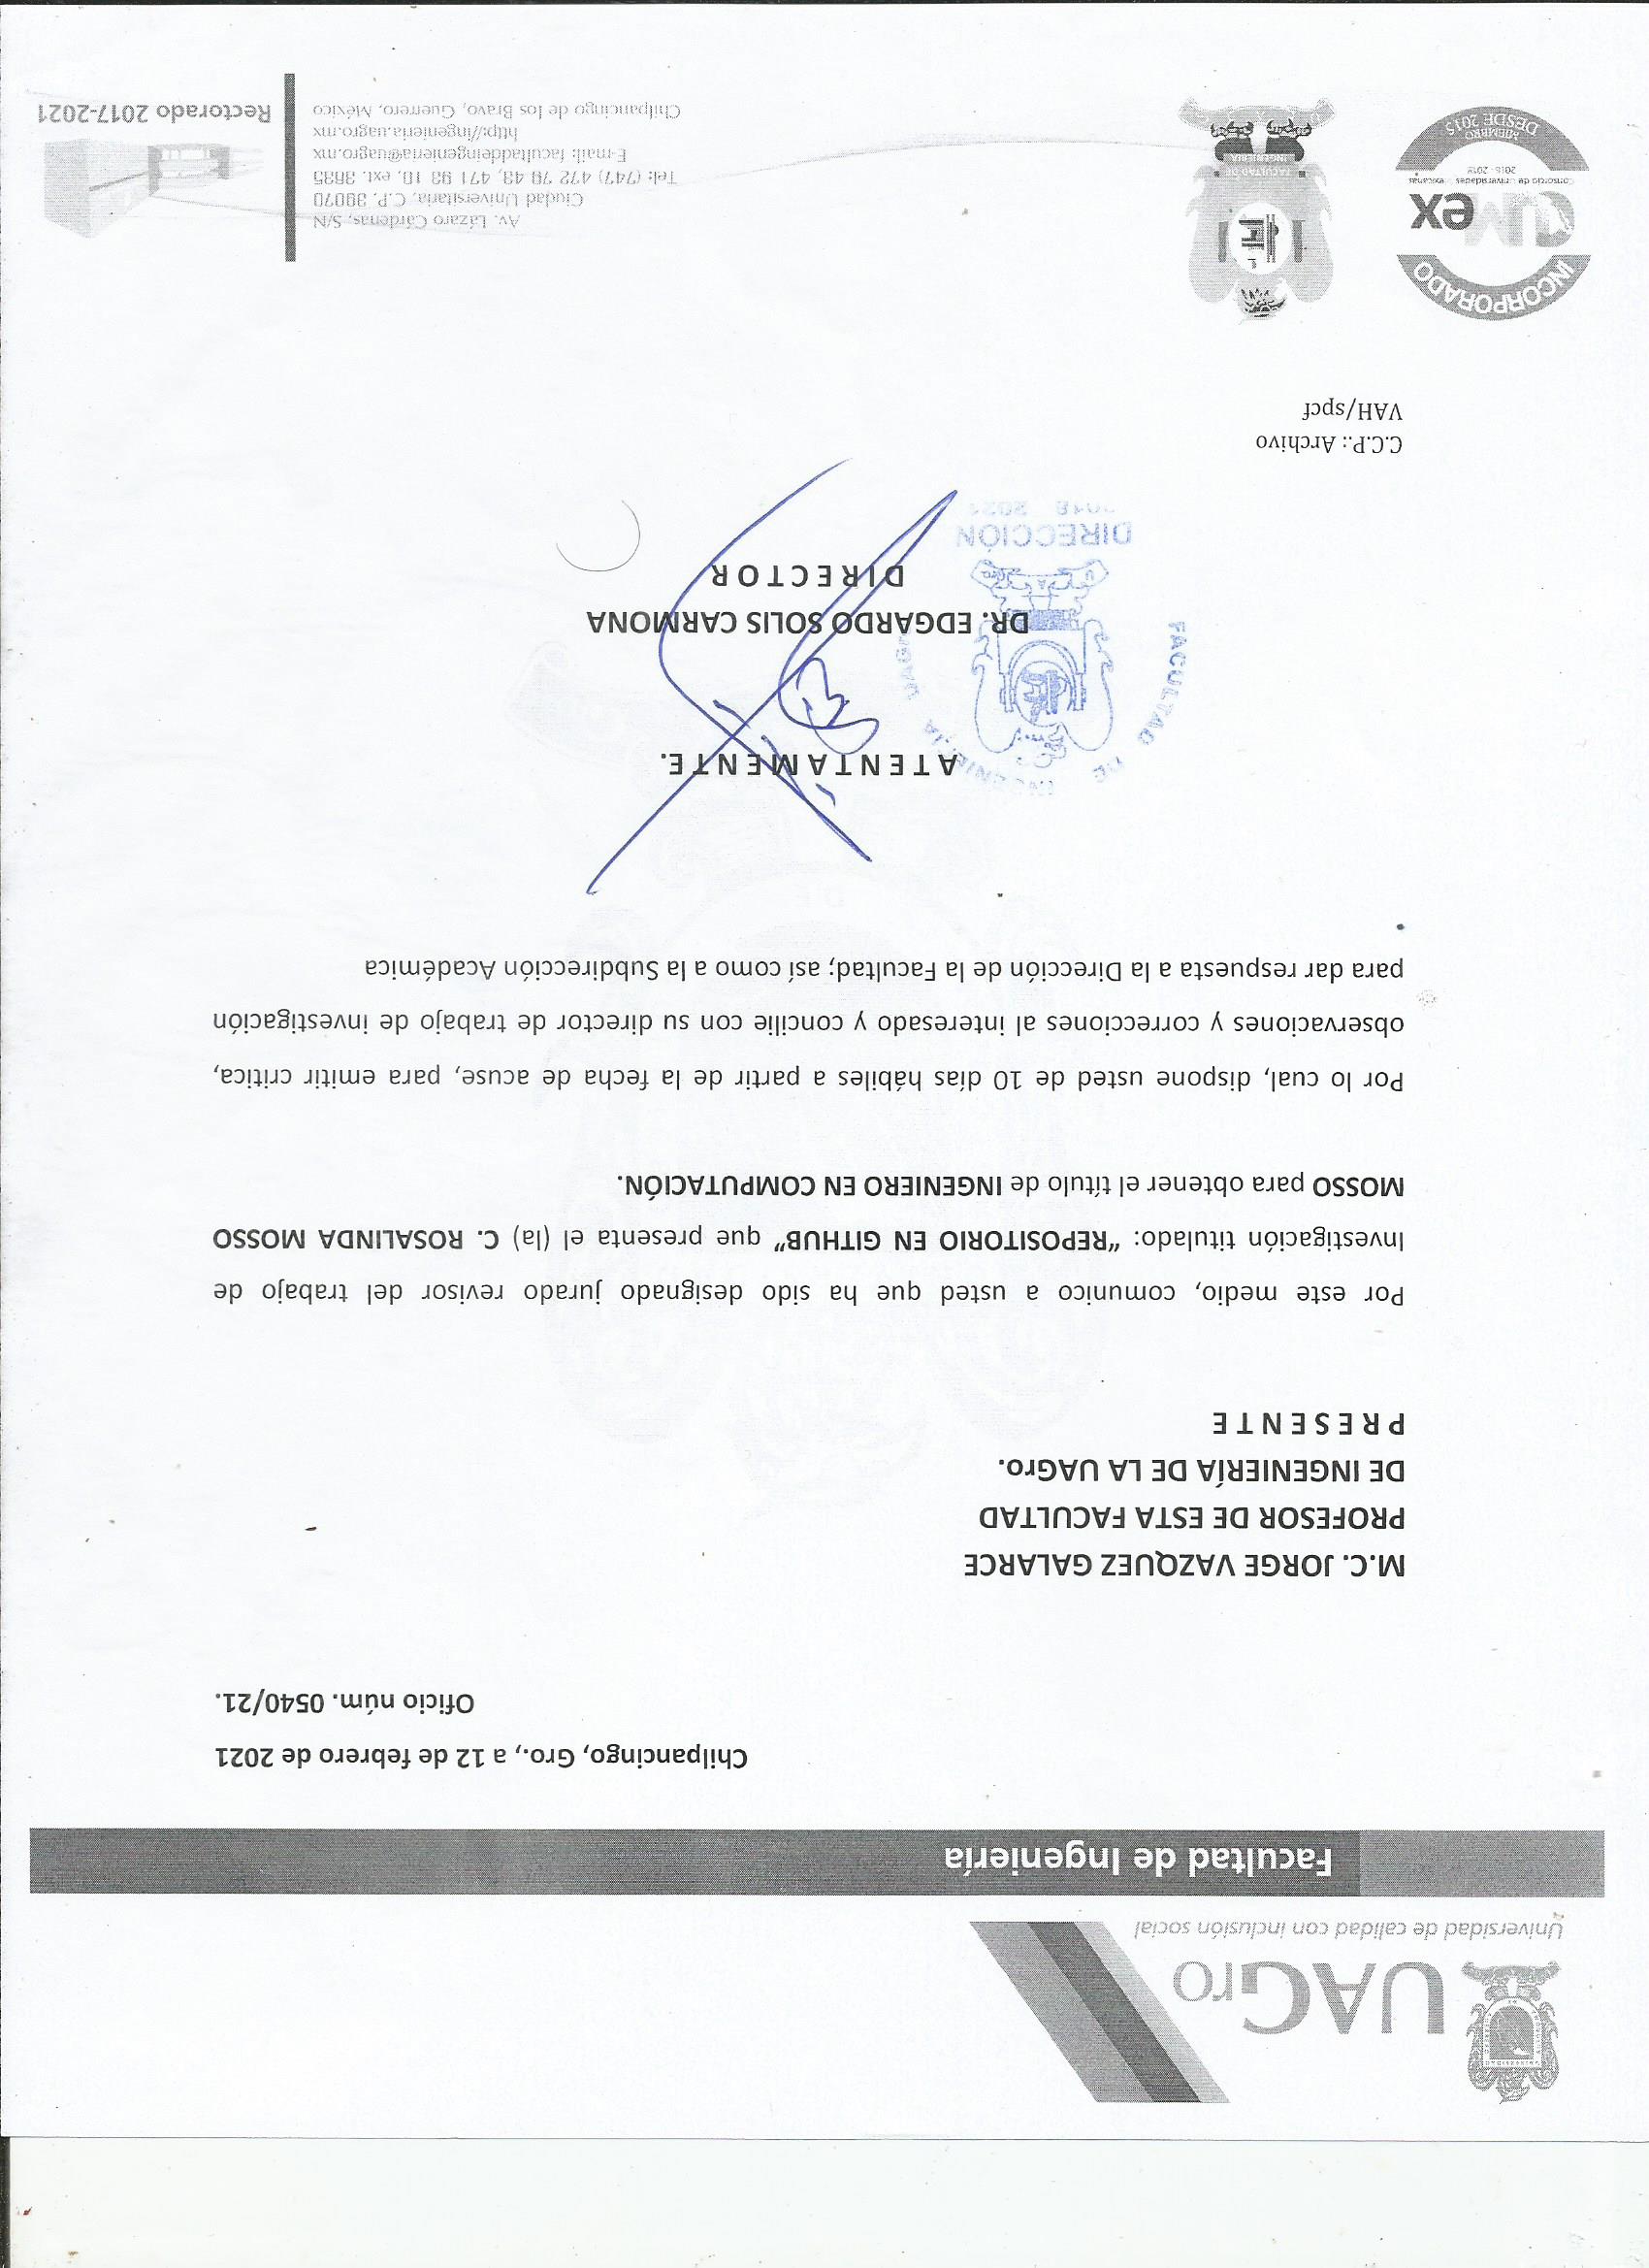 UAGro
Universidad de calidad con inclusión social
Facultad de Ingeniería
Chilpancingo, Gro., a 12 de febrero de 2021
Oficio núm. 0540/21.
M.C. JORGE VAZQUEZ GALARCE
PROFESOR DE ESTA FACULTAD
DE INGENIERÍA DE LA UAGro.
P R E S E N T E
Por este medio, comunico a usted que ha sido designado jurado revisor del trabajo de
Investigación titulado: “REPOSITORIO EN GITHUB” que presenta el (la) C. ROSALINDA MOSSO
MOSSO para obtener el título de INGENIERO EN COMPUTACIÓN.
Por lo cual, dispone usted de 10 días hábiles a partir de la fecha de acuse, para emitir critica,
observaciones y correcciones al interesado y concilie con su director de trabajo de investigación
para dar respuesta a la Dirección de la Facultad; así como a la Subdirección Académica
A T E N T A M E N T E.
FACULTAD DE INGENIERIA UAGro
DR. EDGARDO SOLIS CARMONA
D I R E C T O R
DIRECCIÓN
2018 2021
C.C.P.: Archivo
VAH/spcf
INCORPORADO
CUMex
Consorcio de Universidades Mexicanas
MIEMBRO
DESDE 2015
FACULTAD DE
INGENIERIA
Av. Lázaro Cárdenas, S/N
Ciudad Universitaria, C.P. 39070
Tel: (747) 472 79 43, 471 93 10, ext. 3635
E-mail: facultaddeingenieria@uagro.mx
http://ingenieria.uagro.mx
Chilpancingo de los Bravo, Guerrero, México
Rectorado 2017-2021